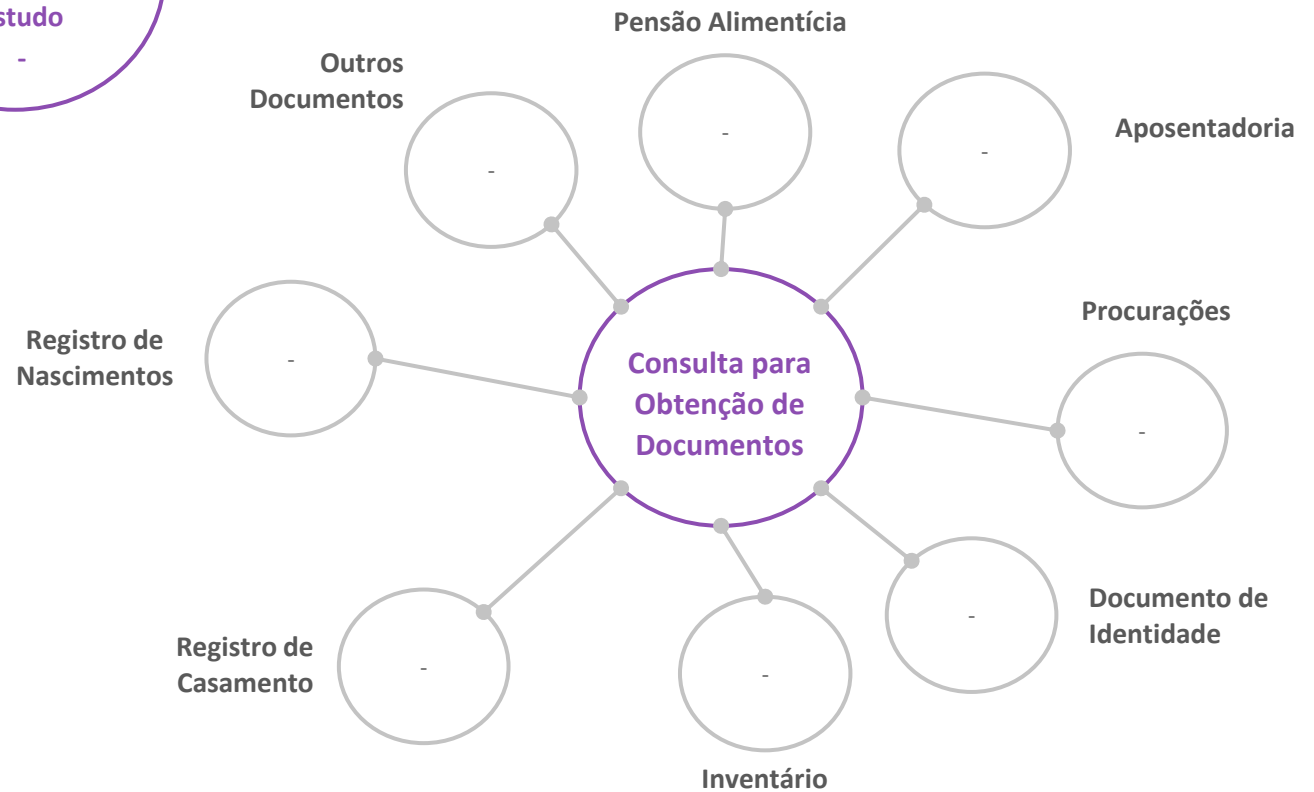 studo
-
Pensão Alimentícia
-
Outros
Documentos
-
Aposentadoria
-
Procurações
-
Registro de
Nascimentos
-
Consulta para
Obtenção de
Documentos
Documento de
Identidade
-
Registro de
Casamento
-
-
Inventário